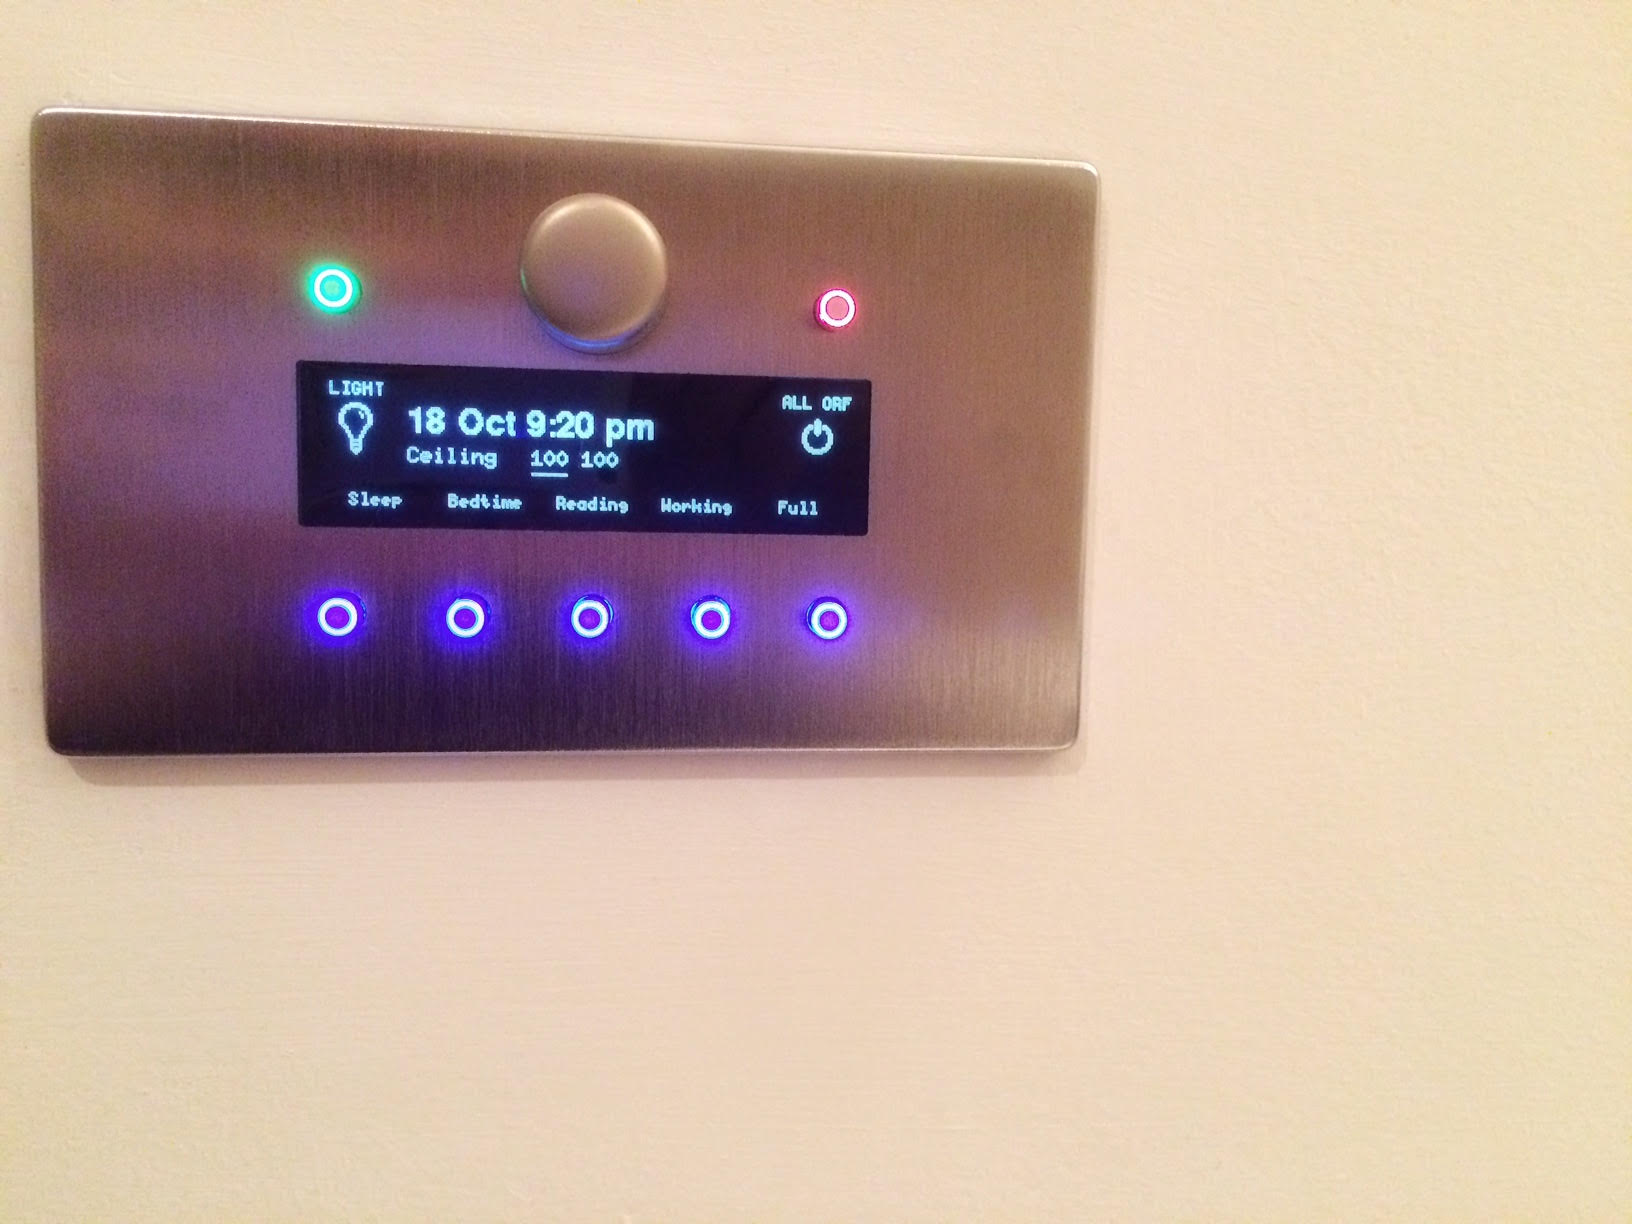 LIGHT
ALL OFF
18 Oct 9:20 pm
Ceiling 100 100
Sleep Bedtime Reading Working Full